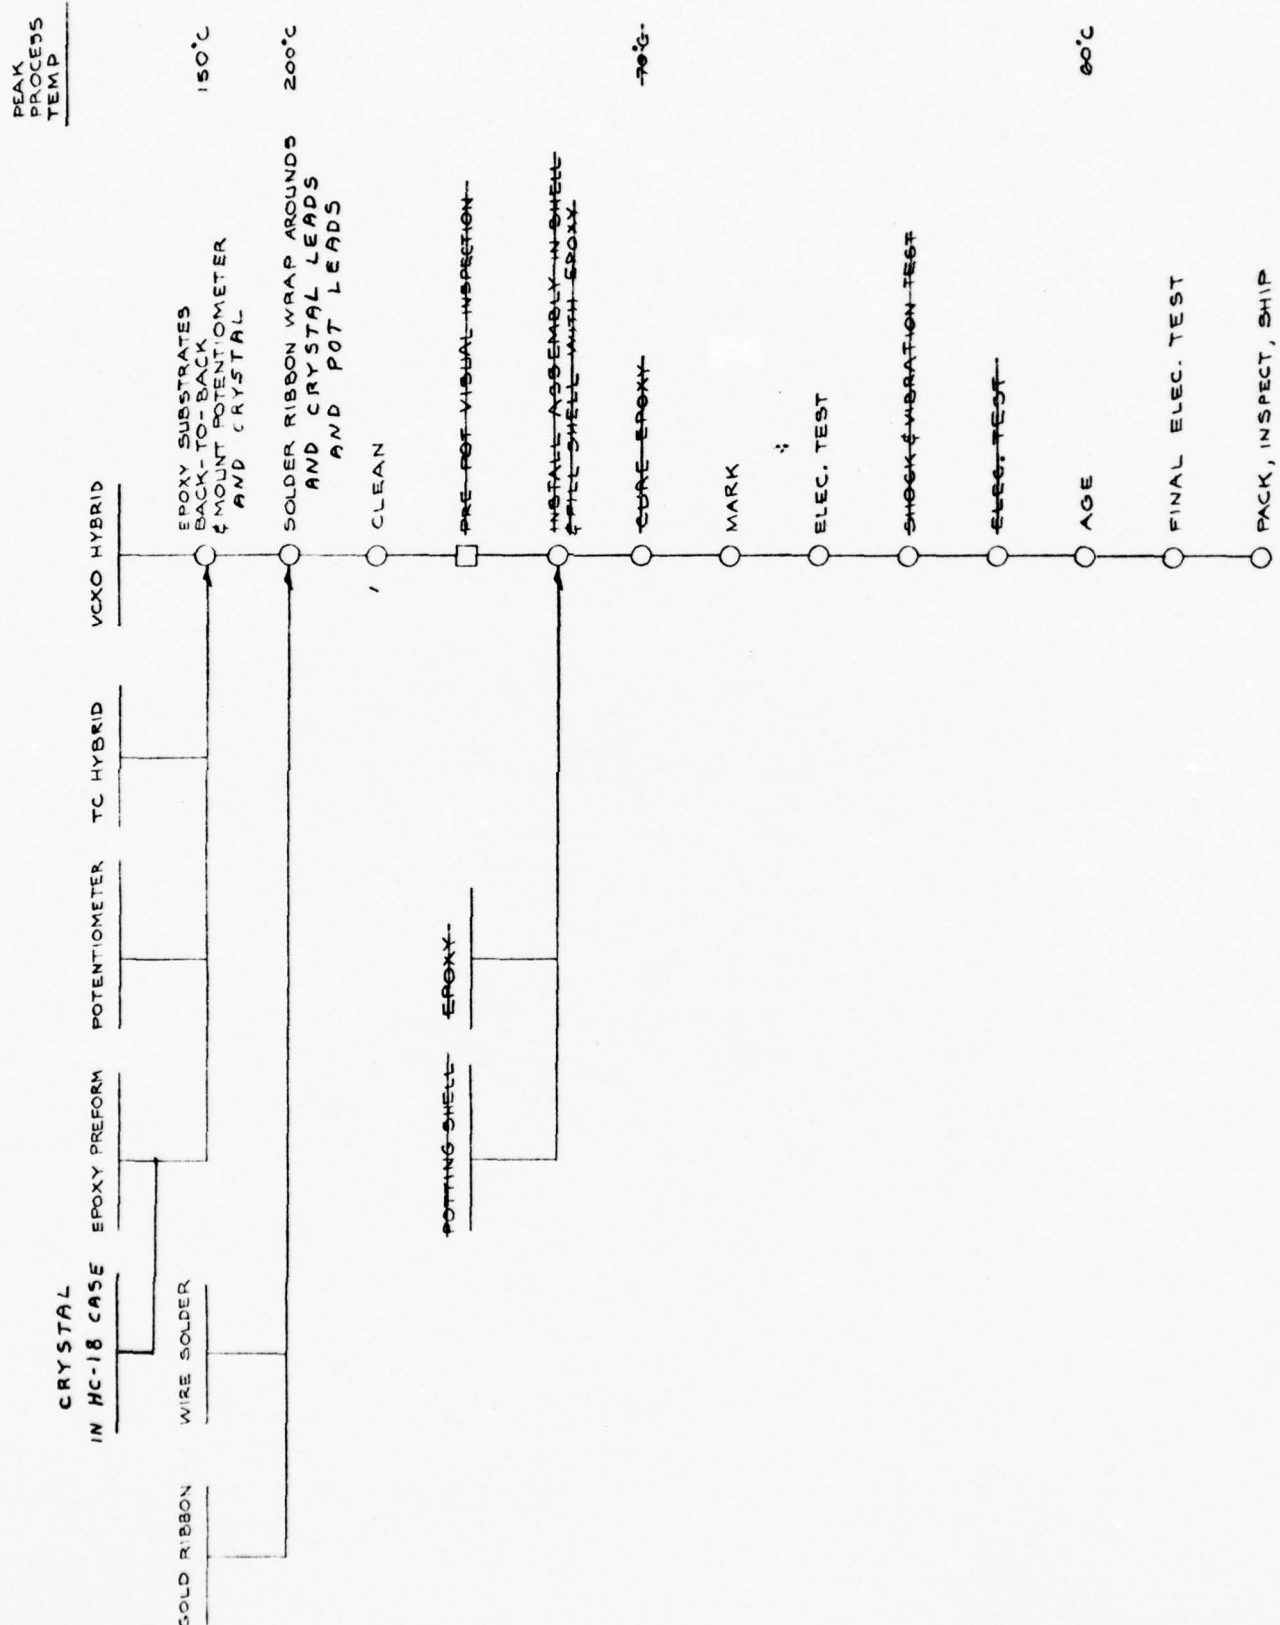 PEAK
PROCESS
TEMP
CRYSTAL
IN HC-18 CASE
EPOXY PREFORM
POTENTIOMETER
TC HYBRID
VCXO HYBRID
GOLD RIBBON
WIRE SOLDER
EPOXY SUBSTRATES
BACK-TO-BACK
& MOUNT POTENTIOMETER
AND CRYSTAL
150°C
SOLDER RIBBON WRAP AROUNDS
AND CRYSTAL LEADS
AND POT LEADS
200°C
CLEAN
POTTING SHELL
EPOXY
PRE-POT VISUAL INSPECTION
INSTALL ASSEMBLY IN SHELL
& FILL SHELL WITH EPOXY
CURE EPOXY
70°C
MARK
ELEC. TEST
SHOCK & VIBRATION TEST
ELEC. TEST
AGE
60°C
FINAL ELEC. TEST
PACK, INSPECT, SHIP